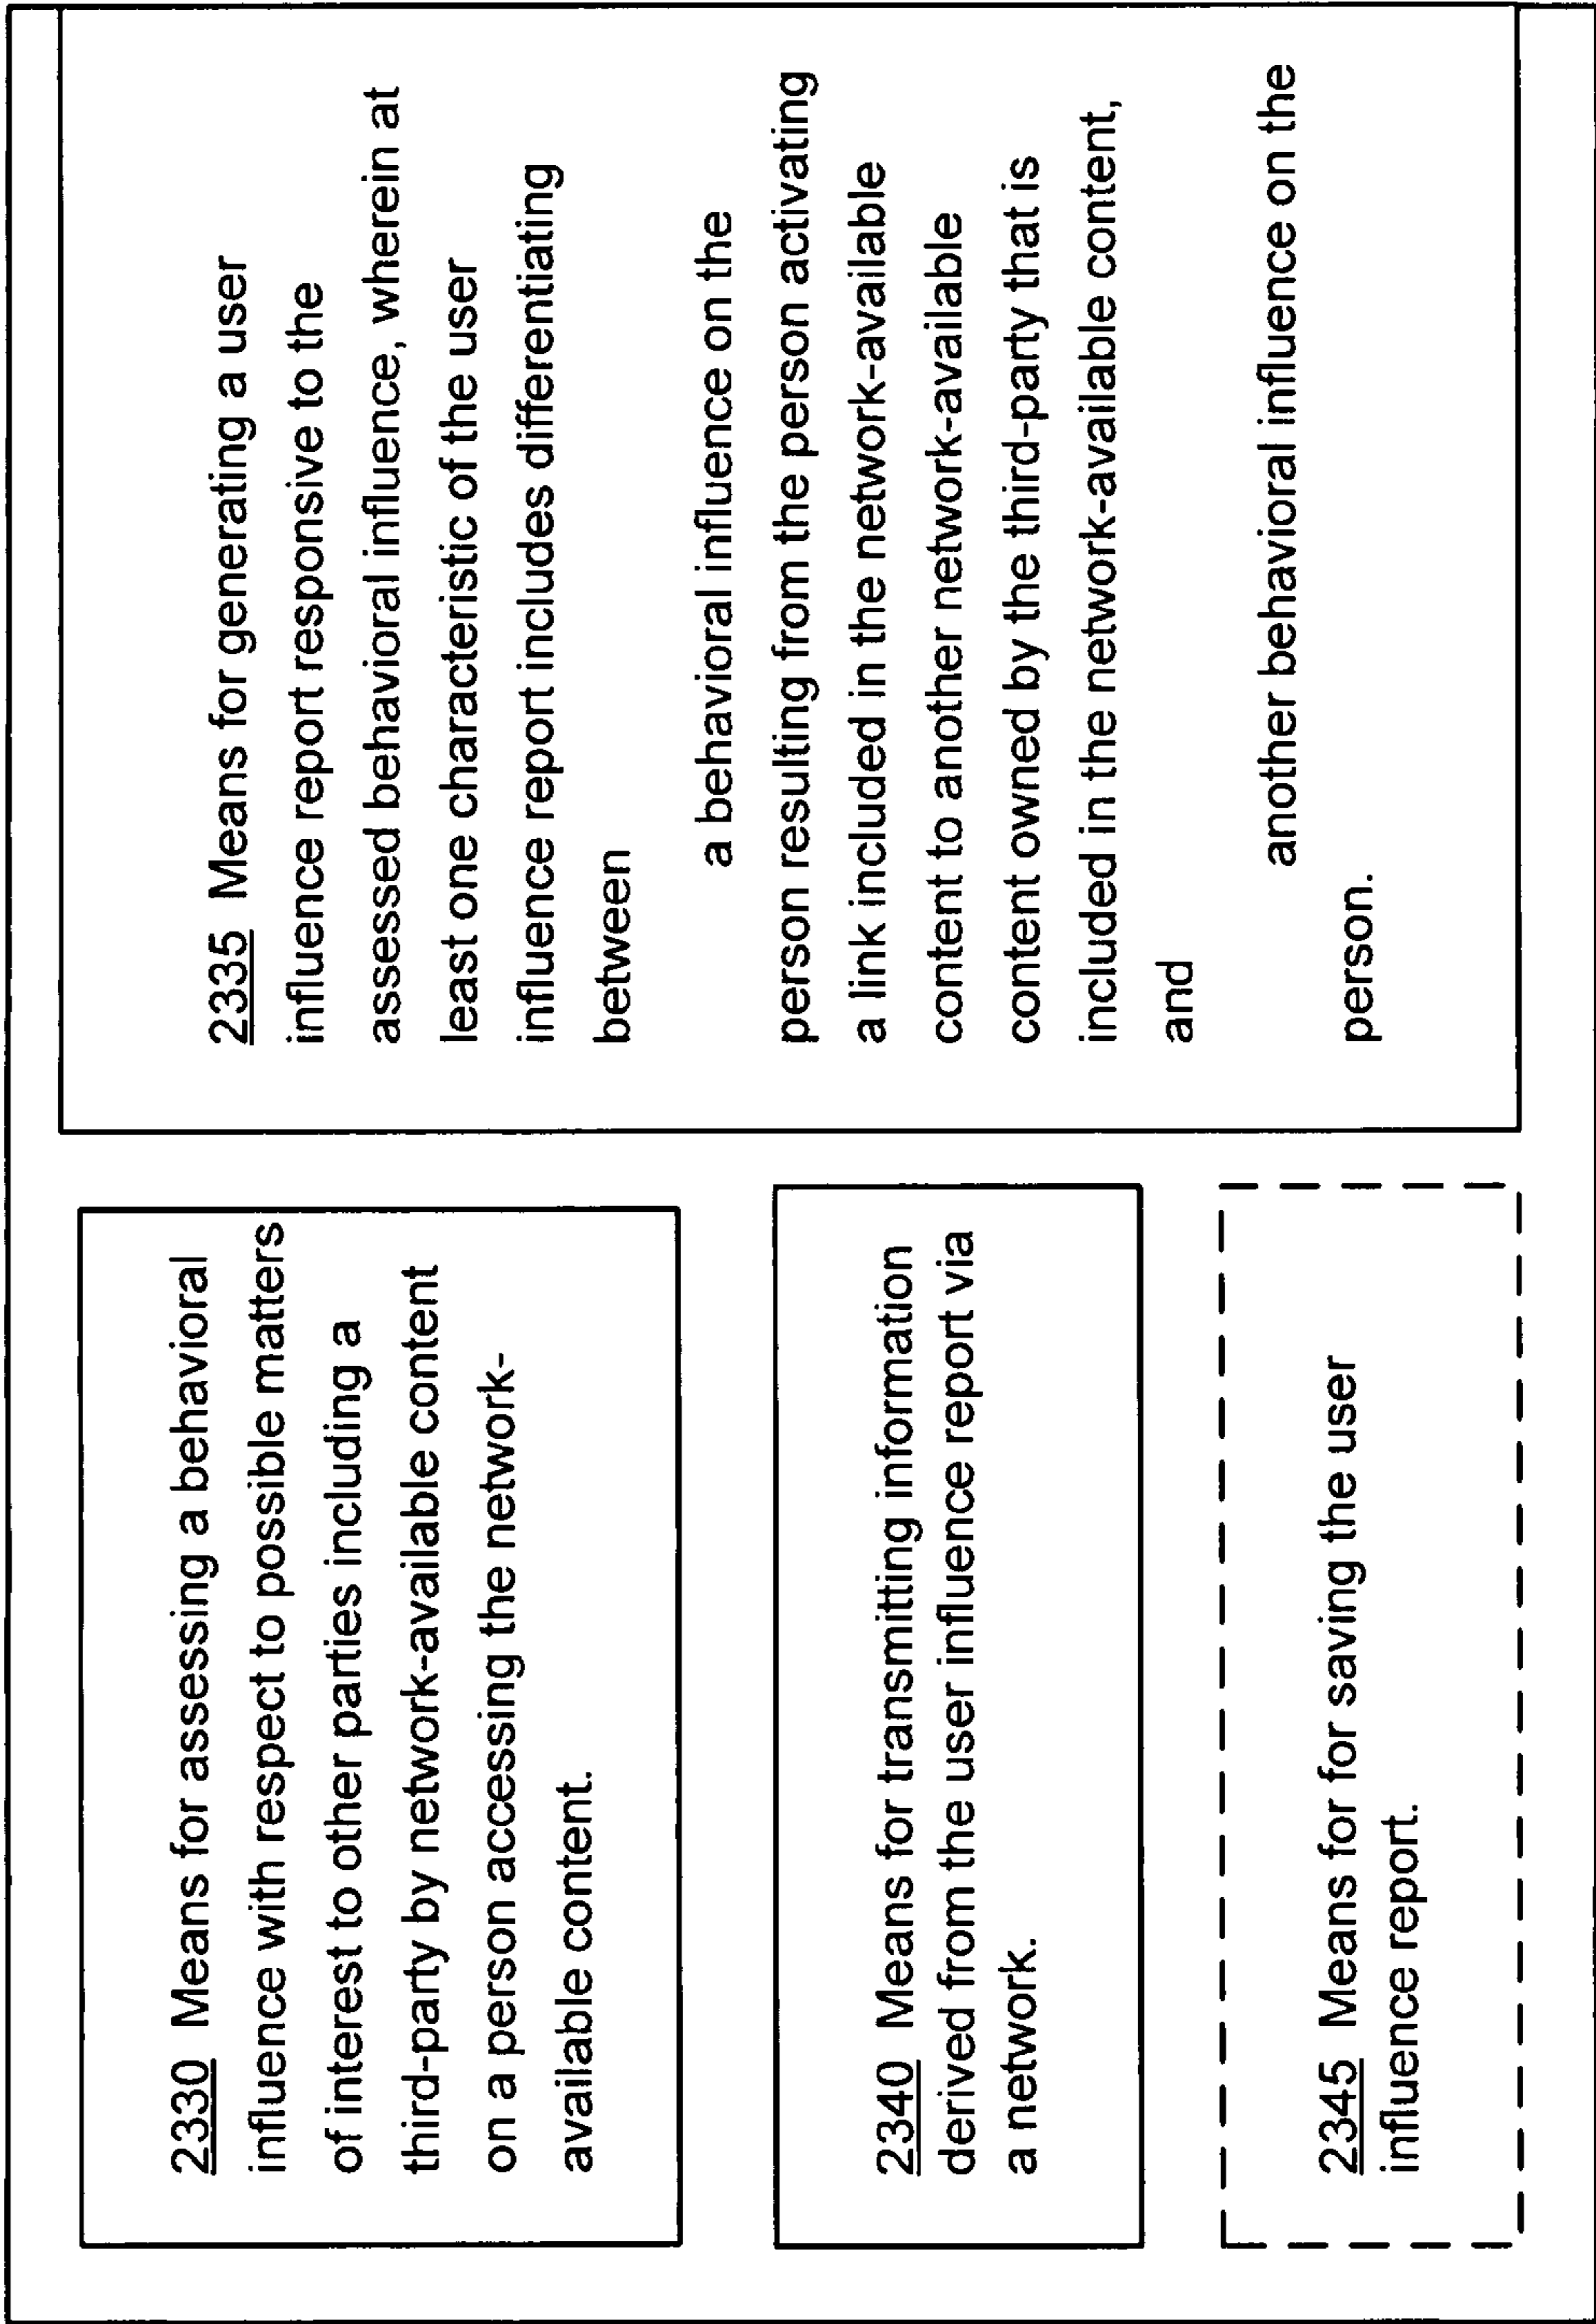 2330 Means for assessing a behavioral
influence with respect to possible matters
of interest to other parties including a
third-party by network-available content
on a person accessing the network-
available content.
2340 Means for transmitting information
derived from the user influence report via
a network.
2345 Means for for saving the user
influence report.
2335 Means for generating a user
influence report responsive to the
assessed behavioral influence, wherein at
least one characteristic of the user
influence report includes differentiating
between
a behavioral influence on the
person resulting from the person activating
a link included in the network-available
content to another network-available
content owned by the third-party that is
included in the network-available content,
and
another behavioral influence on the
person.